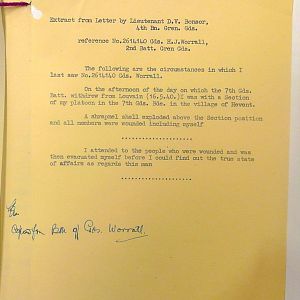 Extract from Letter by Lieutenant D.V. Bonsor,
4th Bn. Gren. Gds.
reference No.2614140 Gds. H.J.Worrall,
2nd Batt. Gren Gds.
The following are the circumstances in which I
last saw No.2614140 Gds. Worrall.
On the afternoon of the day on which the 7th Gds.
Batt. withdrew from Louvain (16.5.40.)I was with a Section
of my platoon in the 7th Gds. Bde. in the village of Hevent.
A shrapnel shell exploded above the Section position
and all members were wounded including myself
.....................
I attended to the people who were wounded and was
then evacuated myself before I could find out the true state
of affairs as regards this man
.....................
of Gds. Worrall.